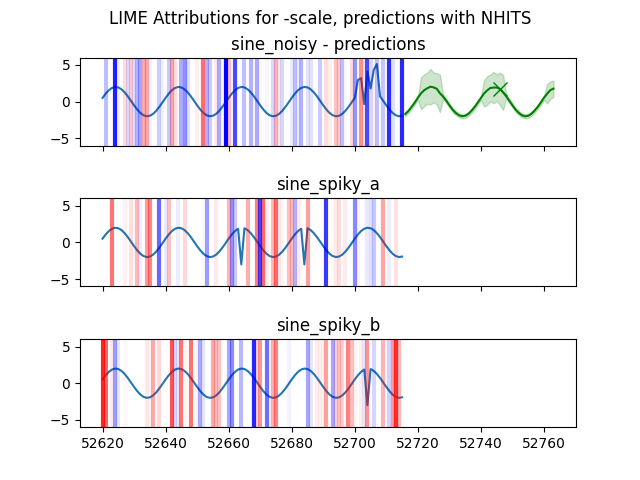 LIME Attributions for -scale, predictions with NHITS
sine_noisy - predictions
5
0
−5
sine_spiky_a
5
0
−5
sine_spiky_b
5
0
−5
52620 52640 52660 52680 52700 52720 52740 52760